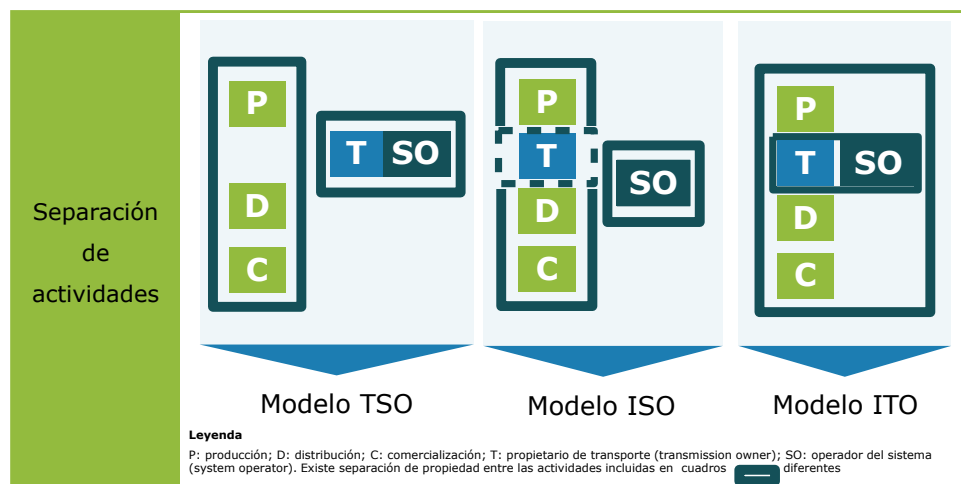 Separación
de
actividades
P
D
C
T SO
Modelo TSO
P
T
D
C
SO
Modelo ISO
P
T SO
D
C
Modelo ITO
Leyenda
P: producción; D: distribución; C: comercialización; T: propietario de transporte (transmission owner); SO: operador del sistema
(system operator). Existe separación de propiedad entre las actividades incluidas en cuadros diferentes